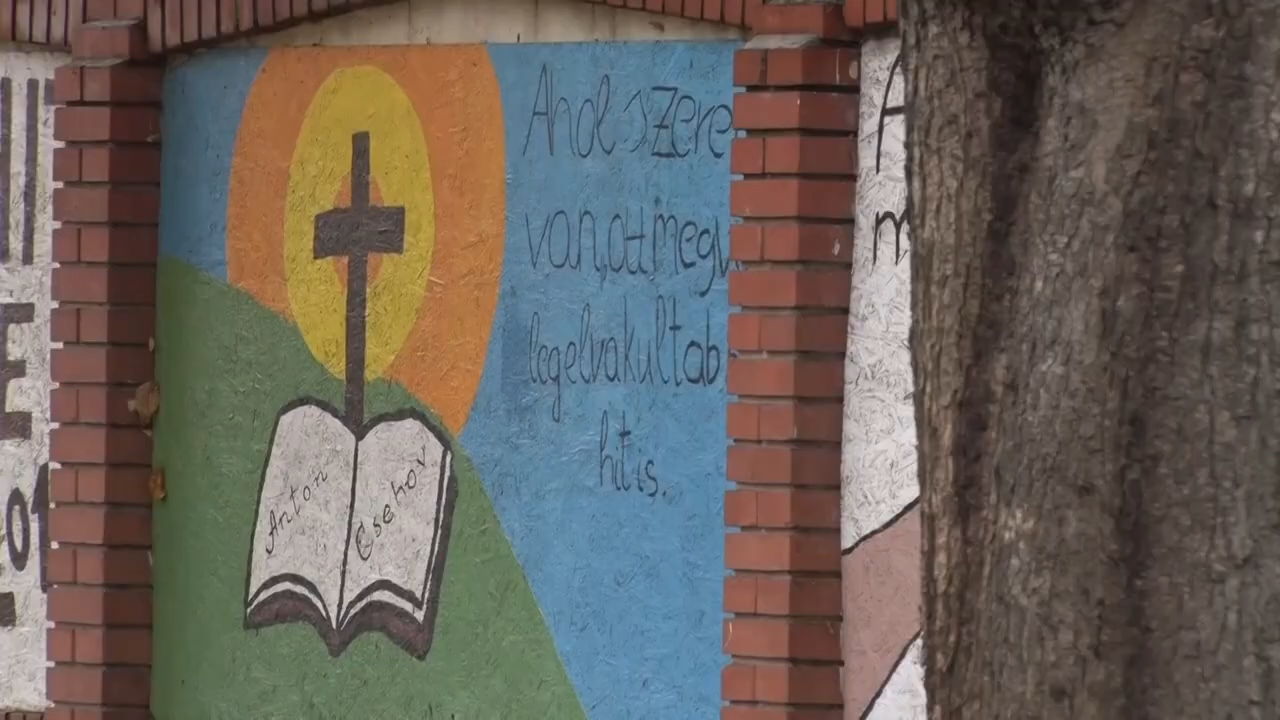 Ahol szere
van, ott megv
legelvakultab
hit is.
Anton
Csehov